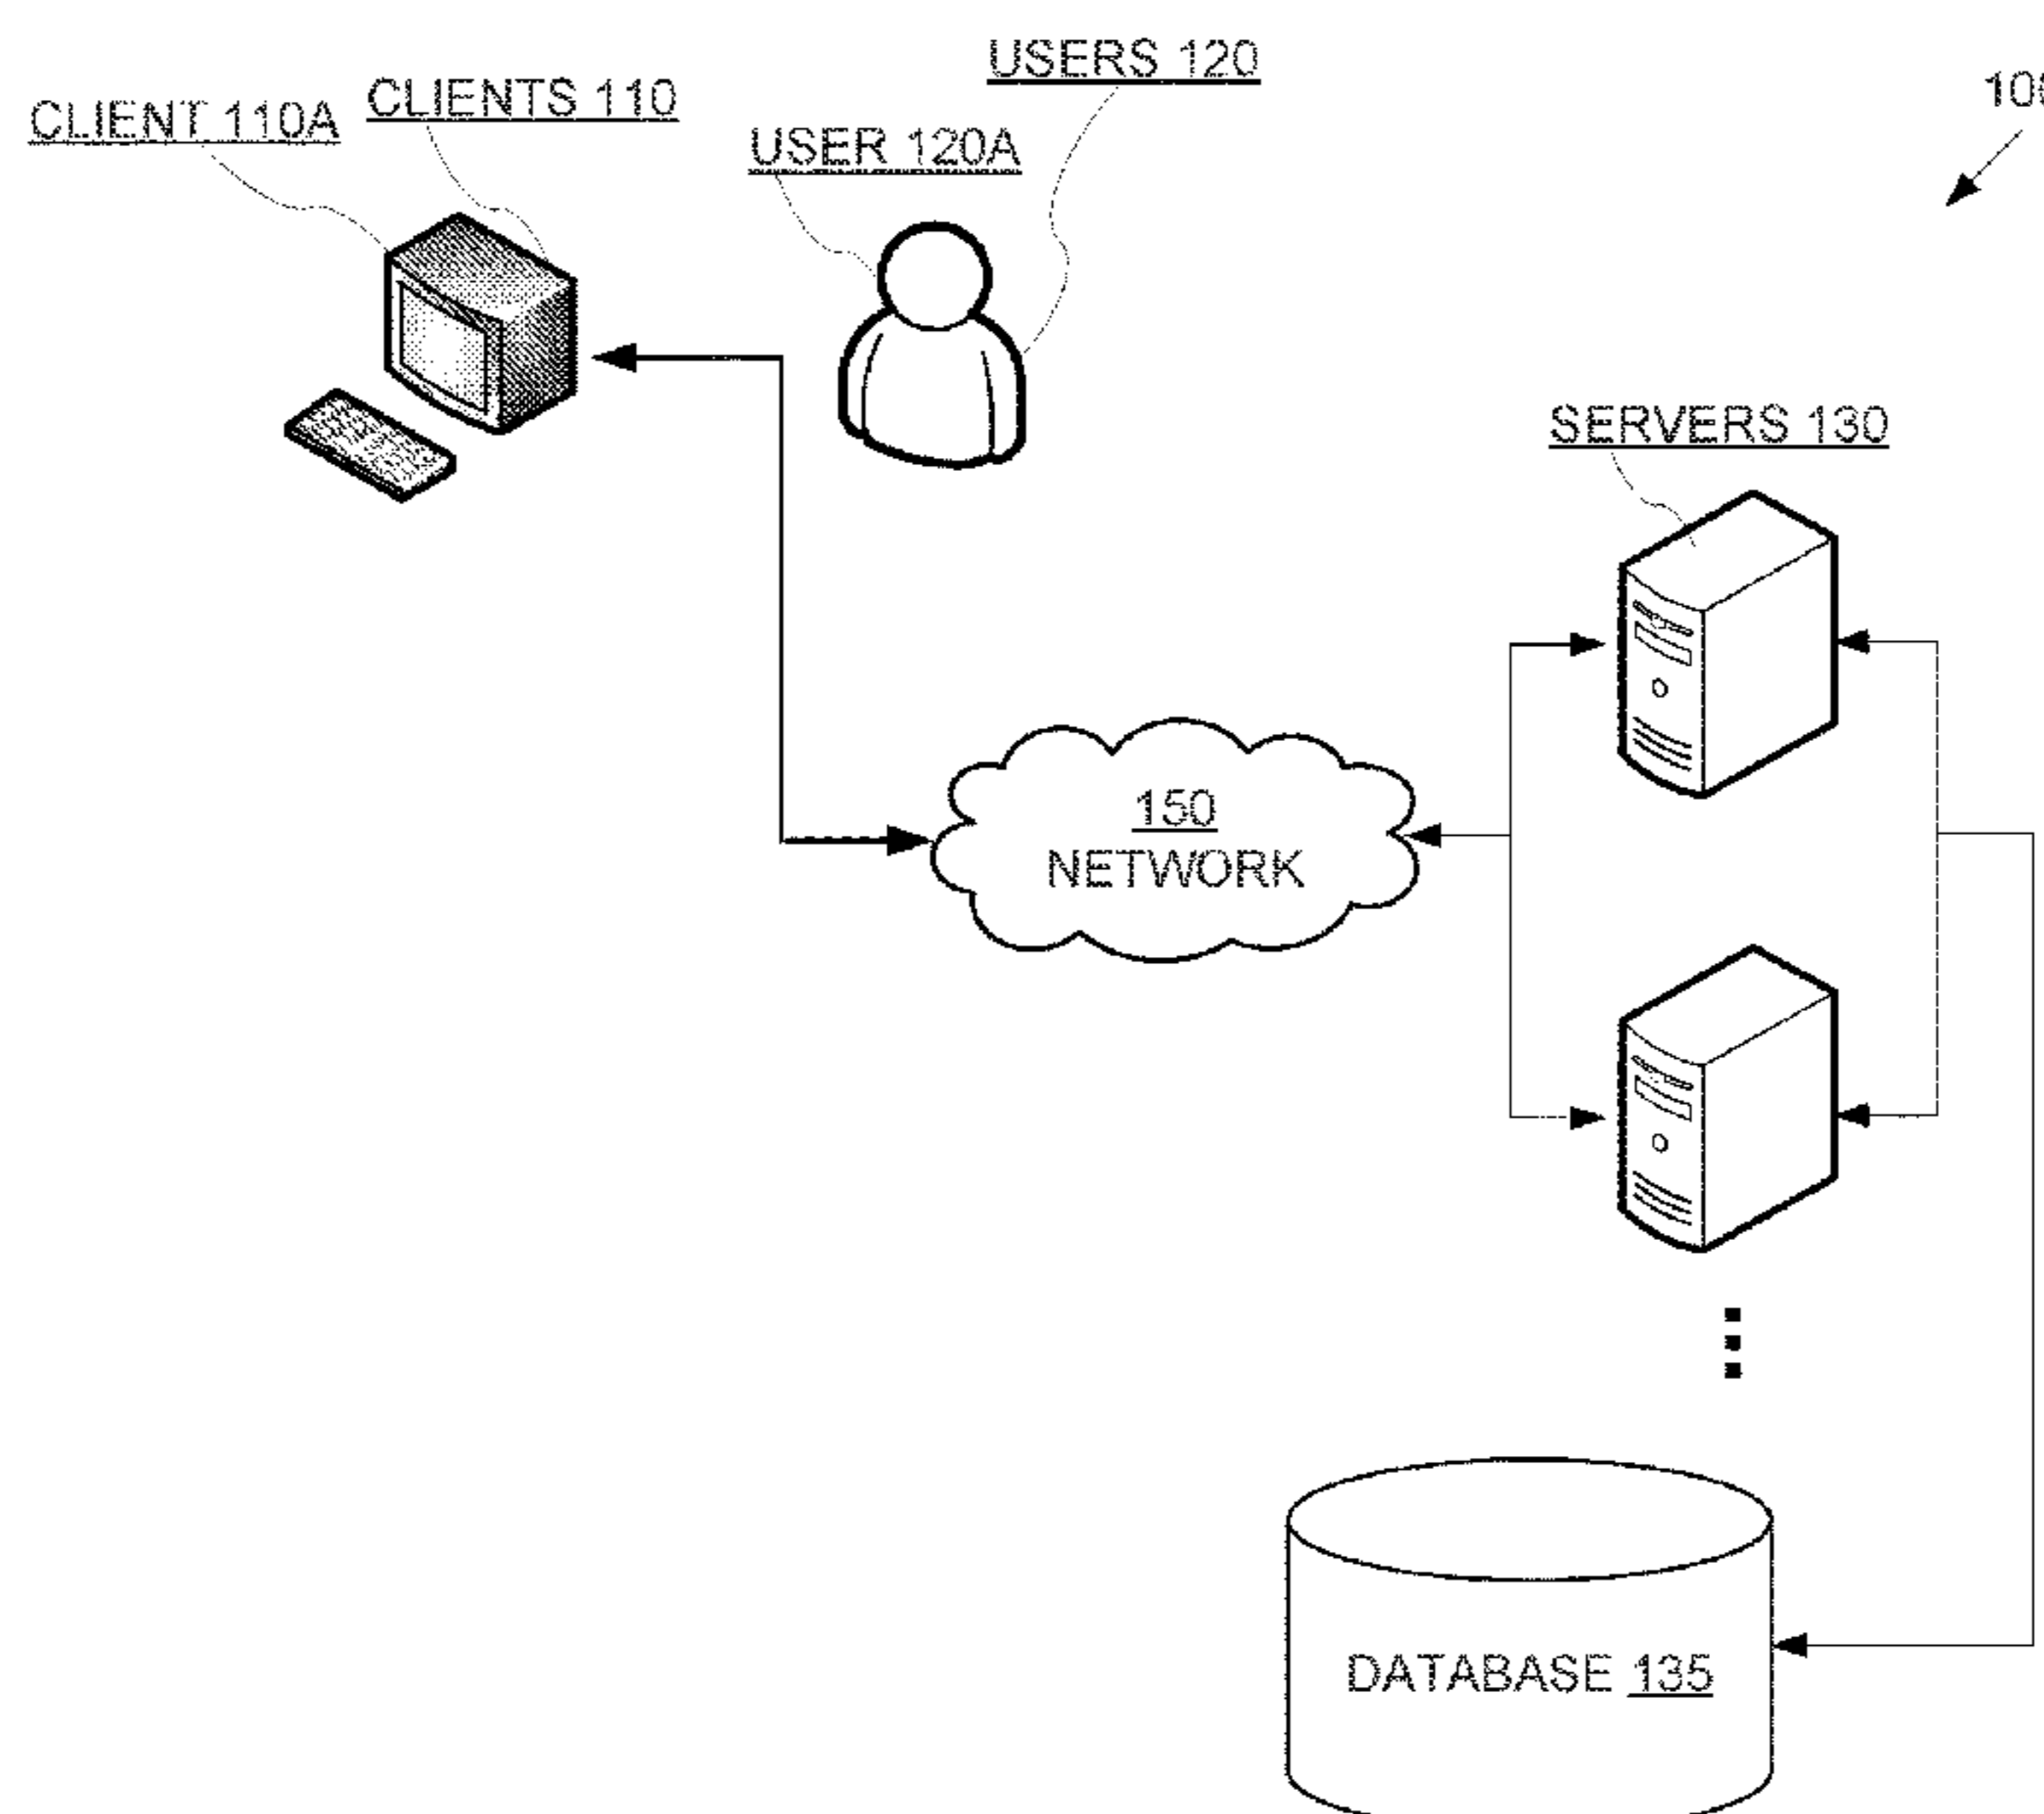 USERS 120
CLIENT 110A
CLIENTS 110
USER 120A
SERVERS 130
150
NETWORK
DATABASE 135